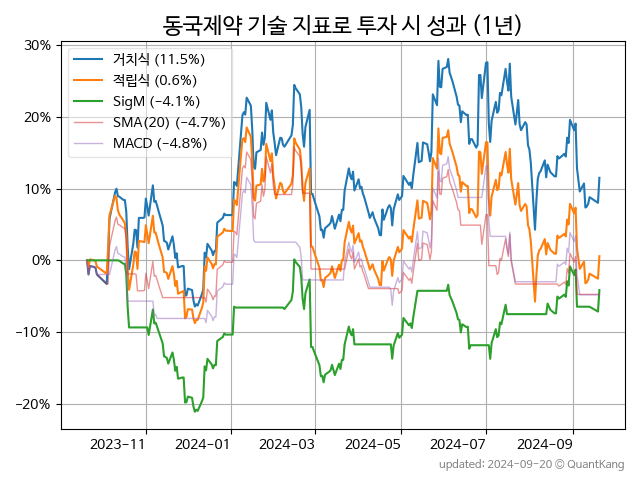 동국제약 기술 지표로 투자 시 성과 (1년)
30%
20%
10%
0%
−10%
−20%
거치식 (11.5%)
적립식 (0.6%)
SigM (−4.1%)
SMA(20) (−4.7%)
MACD (−4.8%)
2023−11
2024−01
2024−03
2024−05
2024−07
2024−09
updated: 2024−09−20 @ QuantKang